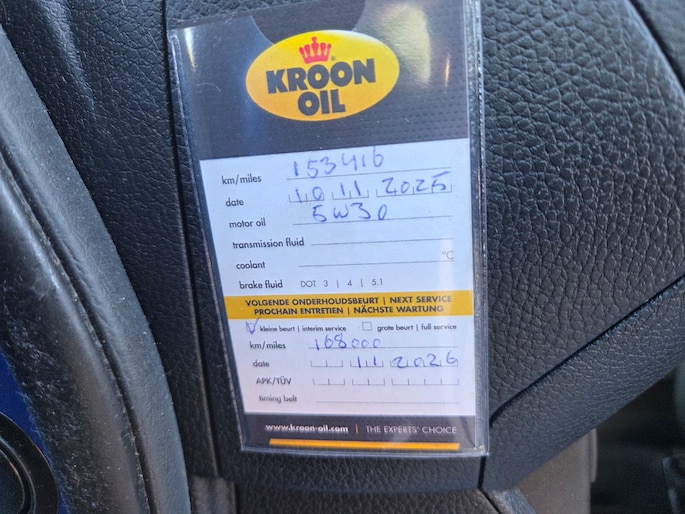 KROON
OIL
km/miles 153416
date 10 11 2025
motor oil 5W30
transmission fluid
coolant °C
brake fluid DOT 3 | 4 | 5.1
VOLGENDE ONDERHOUDSBEURT | NEXT SERVICE
PROCHAIN ENTRETIEN | NÄCHSTE WARTUNG
kleine beurt | interim service grote beurt | full service
km/miles 168000
date 11 2026
APK/TÜV
timing belt
www.kroon-oil.com | THE EXPERTS' CHOICE